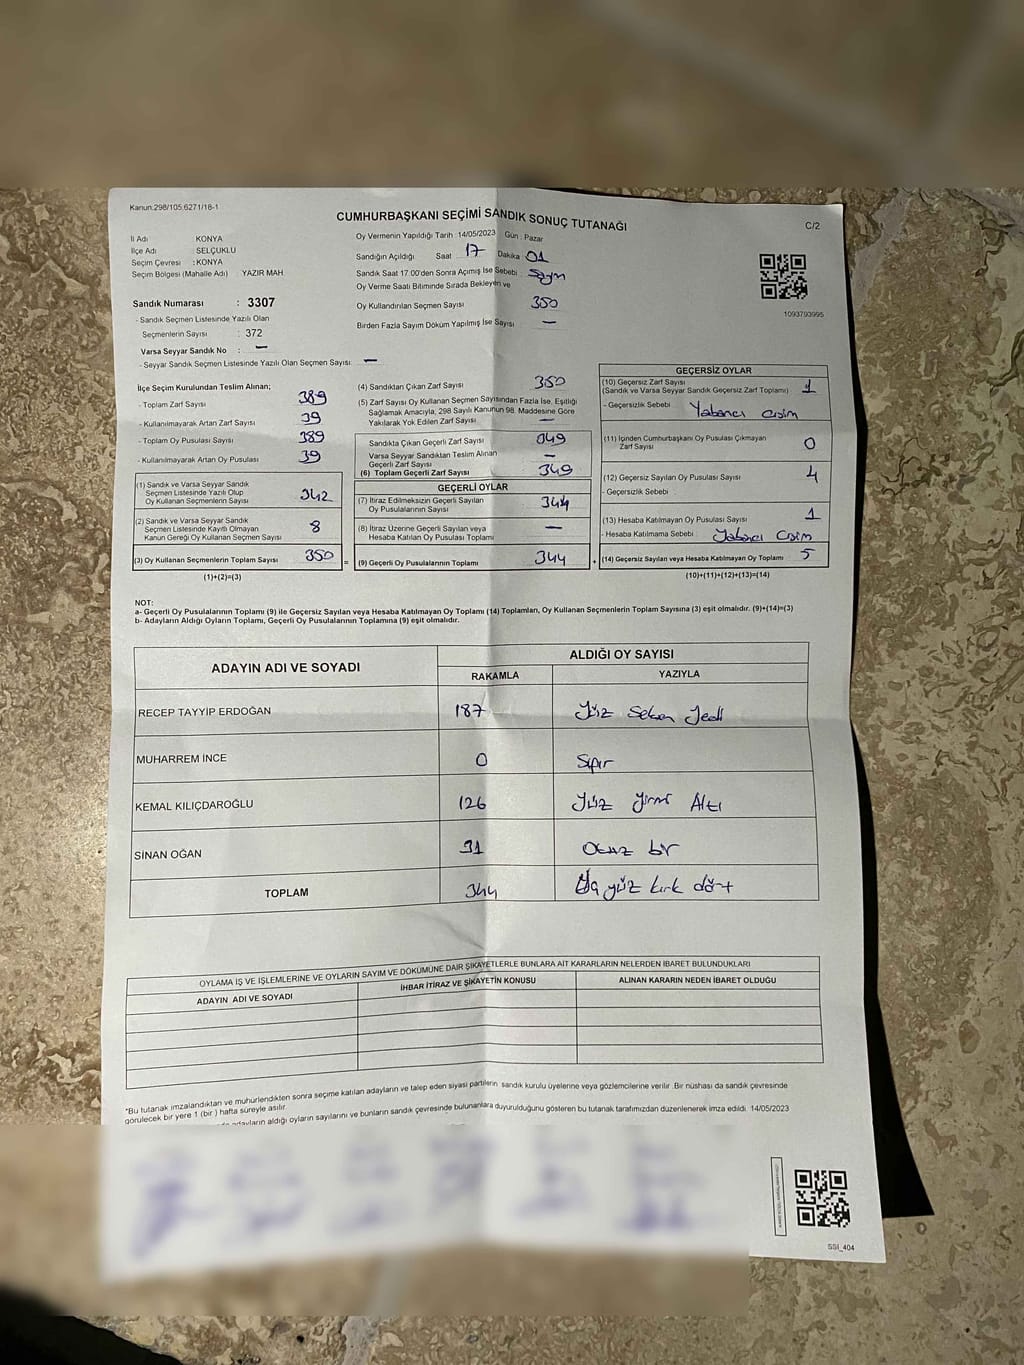 Kanun:298/105.6271/18-1
CUMHURBAŞKANI SEÇİMİ SANDIK SONUÇ TUTANAĞI
C/2
İl Adı : KONYA
İlçe Adı : SELÇUKLU
Seçim Çevresi : KONYA
Seçim Bölgesi (Mahalle Adı) YAZIR MAH
Oy Vermenin Yapıldığı Tarih :14/05/2023 Gün : Pazar
Sandığın Açıldığı Saat 17 Dakika 01
Sandık Saat 17.00'den Sonra Açımış İse Sebebi : Sayım
Oy Verme Saati Bitiminde Sırada Bekleyen ve
Oy Kullandırılan Seçmen Sayısı 350
Birden Fazla Sayım Döküm Yapılmış İse Sayısı —
1093793995
Sandık Numarası : 3307
- Sandık Seçmen Listesinde Yazılı Olan
Seçmenlerin Sayısı : 372
Varsa Seyyar Sandık No : —
- Seyyar Sandık Seçmen Listesinde Yazılı Olan Seçmen Sayısı : —
İlçe Seçim Kurulundan Teslim Alınan;
- Toplam Zarf Sayısı 389
- Kullanılmayarak Artan Zarf Sayısı 39
- Toplam Oy Pusulası Sayısı 389
- Kullanılmayarak Artan Oy Pusulası 39
(1) Sandık ve Varsa Seyyar Sandık
Seçmen Listesinde Yazılı Olup
Oy Kullanan Seçmenlerin Sayısı 342
(2) Sandık ve Varsa Seyyar Sandık
Seçmen Listesinde Kayıtlı Olmayan
Kanun Gereği Oy Kullanan Seçmen Sayısı 8
(3) Oy Kullanan Seçmenlerin Toplam Sayısı 350
(1)+(2)=(3)
(4) Sandıktan Çıkan Zarf Sayısı 350
(5) Zarf Sayısı Oy Kullanan Seçmen Sayısından Fazla İse, Eşitliği
Sağlamak Amacıyla, 298 Sayılı Kanunun 98. Maddesine Göre
Yakılarak Yok Edilen Zarf Sayısı —
Sandıkta Çıkan Geçerli Zarf Sayısı 349
Varsa Seyyar Sandıktan Teslim Alınan
Geçerli Zarf Sayısı —
(6) Toplam Geçerli Zarf Sayısı 349
GEÇERLİ OYLAR
(7) İtiraz Edilmeksizin Geçerli Sayılan
Oy Pusulalarının Sayısı 344
(8) İtiraz Üzerine Geçerli Sayılan veya
Hesaba Katılan Oy Pusulası Toplamı —
= (9) Geçerli Oy Pusulalarının Toplamı 344 +
GEÇERSİZ OYLAR
(10) Geçersiz Zarf Sayısı
(Sandık ve Varsa Seyyar Sandık Geçersiz Zarf Toplamı) 1
- Geçersizlik Sebebi : Yabancı cisim
(11) İçinden Cumhurbaşkanı Oy Pusulası Çıkmayan
Zarf Sayısı 0
(12) Geçersiz Sayılan Oy Pusulası Sayısı 4
- Geçersizlik Sebebi :
(13) Hesaba Katılmayan Oy Pusulası Sayısı 1
- Hesaba Katılmama Sebebi : Yabancı Cisim
(14) Geçersiz Sayılan veya Hesaba Katılmayan Oy Toplamı 5
(10)+(11)+(12)+(13)=(14)
NOT:
a- Geçerli Oy Pusulalarının Toplamı (9) ile Geçersiz Sayılan veya Hesaba Katılmayan Oy Toplamı (14) Toplamları, Oy Kullanan Seçmenlerin Toplam Sayısına (3) eşit olmalıdır. (9)+(14)=(3)
b- Adayların Aldığı Oyların Toplamı, Geçerli Oy Pusulalarının Toplamına (9) eşit olmalıdır.
ADAYIN ADI VE SOYADI
ALDIĞI OY SAYISI
RAKAMLA YAZIYLA
RECEP TAYYİP ERDOĞAN 187 Yüz Seksen Yedi
MUHARREM İNCE 0 Sıfır
KEMAL KILIÇDAROĞLU 126 Yüz Yirmi Altı
SİNAN OĞAN 31 Otuz bir
TOPLAM 344 Üç yüz kırk dört
OYLAMA İŞ VE İŞLEMLERİNE VE OYLARIN SAYIM VE DÖKÜMÜNE DAİR ŞİKAYETLERLE BUNLARA AİT KARARLARIN NELERDEN İBARET BULUNDUKLARI
ADAYIN ADI VE SOYADI İHBAR İTİRAZ VE ŞİKAYETİN KONUSU ALINAN KARARIN NEDEN İBARET OLDUĞU
*Bu tutanak imzalandıktan ve mühürlendikten sonra seçime katılan adayların ve talep eden siyasi partilerin sandık kurulu üyelerine veya gözlemcilerine verilir .Bir nüshası da sandık çevresinde
görülecek bir yere 1 (bir ) hafta süreyle asılır.
adayların aldığı oyların sayılarını ve bunların sandık çevresinde bulunanlara duyurulduğunu gösteren bu tutanak tarafımızdan düzenlenerek imza edildi. 14/05/2023
SSI_404